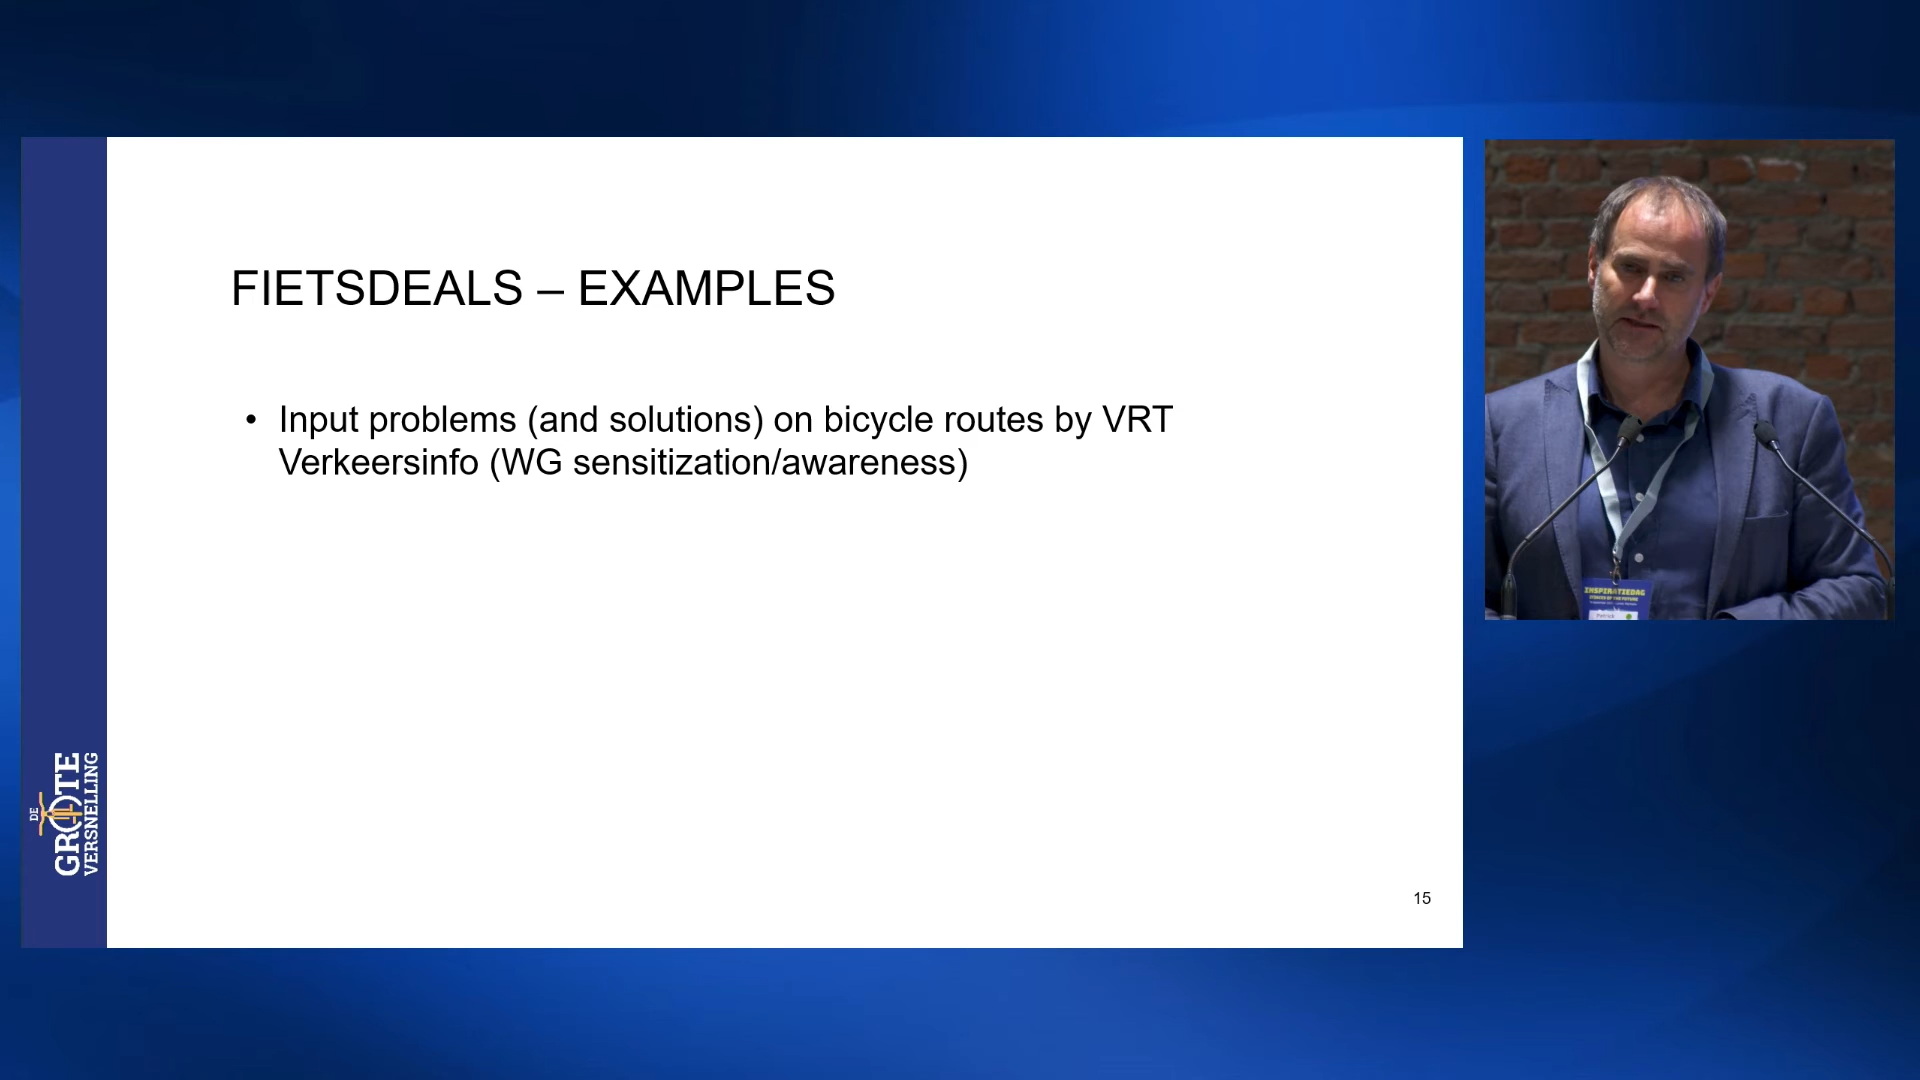 FIETSDEALS – EXAMPLES
• Input problems (and solutions) on bicycle routes by VRT
Verkeersinfo (WG sensitization/awareness)
DE
GROTE
VERSNELLING
15
INSPIRATIEDAG